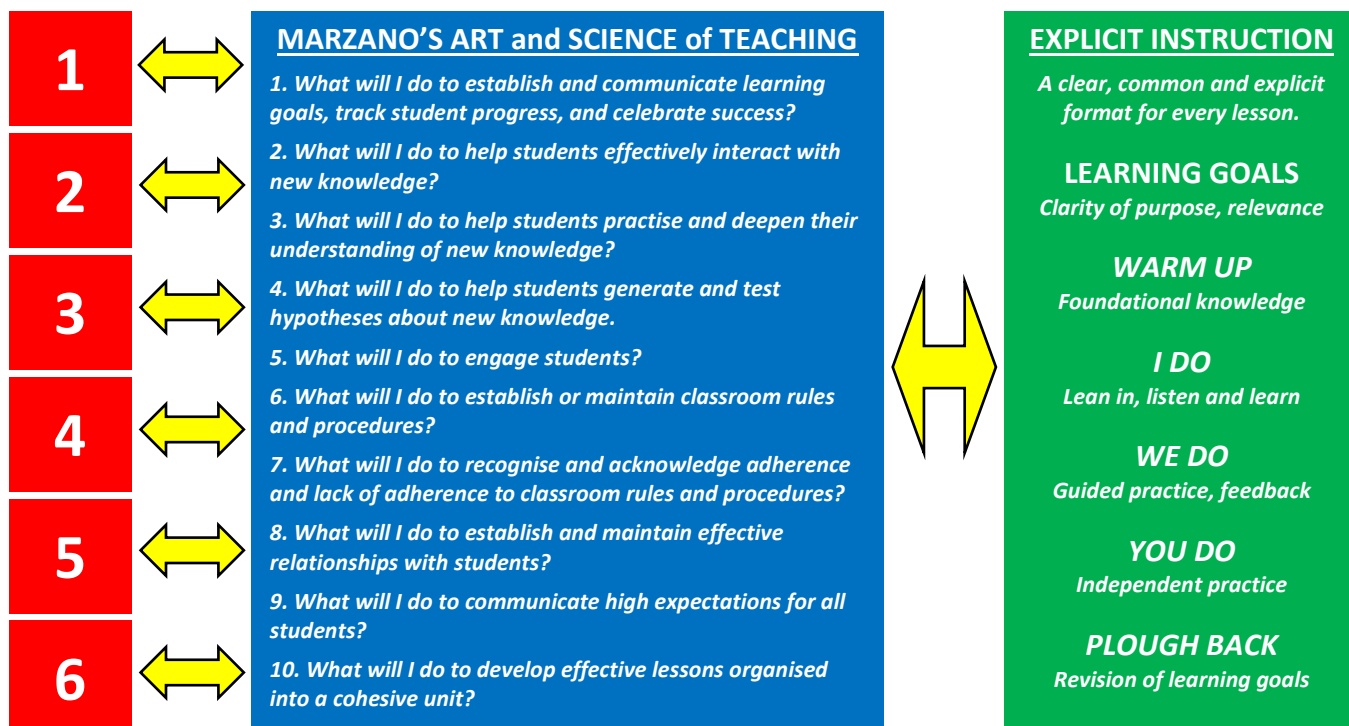 1
2
3
4
5
6
MARZANO'S ART and SCIENCE of TEACHING
1. What will I do to establish and communicate learning
goals, track student progress, and celebrate success?
2. What will I do to help students effectively interact with
new knowledge?
3. What will I do to help students practise and deepen their
understanding of new knowledge?
4. What will I do to help students generate and test
hypotheses about new knowledge.
5. What will I do to engage students?
6. What will I do to establish or maintain classroom rules
and procedures?
7. What will I do to recognise and acknowledge adherence
and lack of adherence to classroom rules and procedures?
8. What will I do to establish and maintain effective
relationships with students?
9. What will I do to communicate high expectations for all
students?
10. What will I do to develop effective lessons organised
into a cohesive unit?
EXPLICIT INSTRUCTION
A clear, common and explicit
format for every lesson.
LEARNING GOALS
Clarity of purpose, relevance
WARM UP
Foundational knowledge
I DO
Lean in, listen and learn
WE DO
Guided practice, feedback
YOU DO
Independent practice
PLOUGH BACK
Revision of learning goals